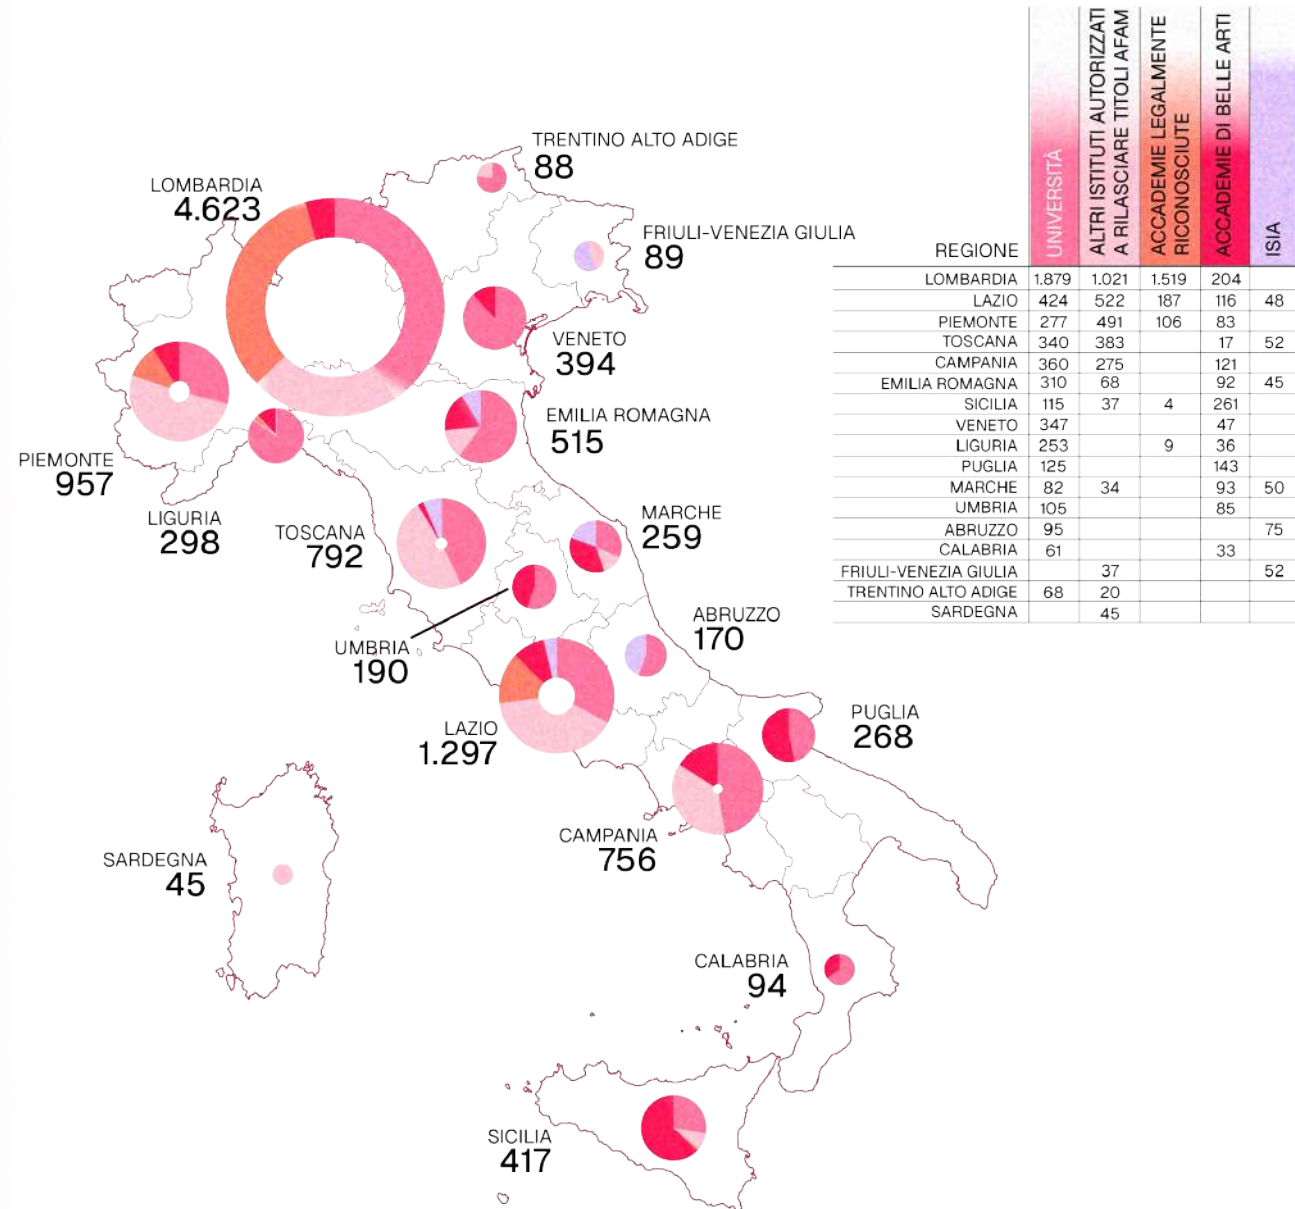 TRENTINO ALTO ADIGE
88
LOMBARDIA
4.623
FRIULI-VENEZIA GIULIA
89
VENETO
394
EMILIA ROMAGNA
515
PIEMONTE
957
LIGURIA
298
TOSCANA
792
MARCHE
259
UMBRIA
190
ABRUZZO
170
LAZIO
1.297
PUGLIA
268
CAMPANIA
756
SARDEGNA
45
CALABRIA
94
SICILIA
417
REGIONE
UNIVERSITÀ
ALTRI ISTITUTI AUTORIZZATI
A RILASCIARE TITOLI AFAM
ACCADEMIE LEGALMENTE
RICONOSCIUTE
ACCADEMIE DI BELLE ARTI
ISIA
LOMBARDIA 1.879 1.021 1.519 204
LAZIO 424 522 187 116 48
PIEMONTE 277 491 106 83
TOSCANA 340 383 17 52
CAMPANIA 360 275 121
EMILIA ROMAGNA 310 68 92 45
SICILIA 115 37 4 261
VENETO 347 47
LIGURIA 253 9 36
PUGLIA 125 143
MARCHE 82 34 93 50
UMBRIA 105 85
ABRUZZO 95 75
CALABRIA 61 33
FRIULI-VENEZIA GIULIA 37 52
TRENTINO ALTO ADIGE 68 20
SARDEGNA 45